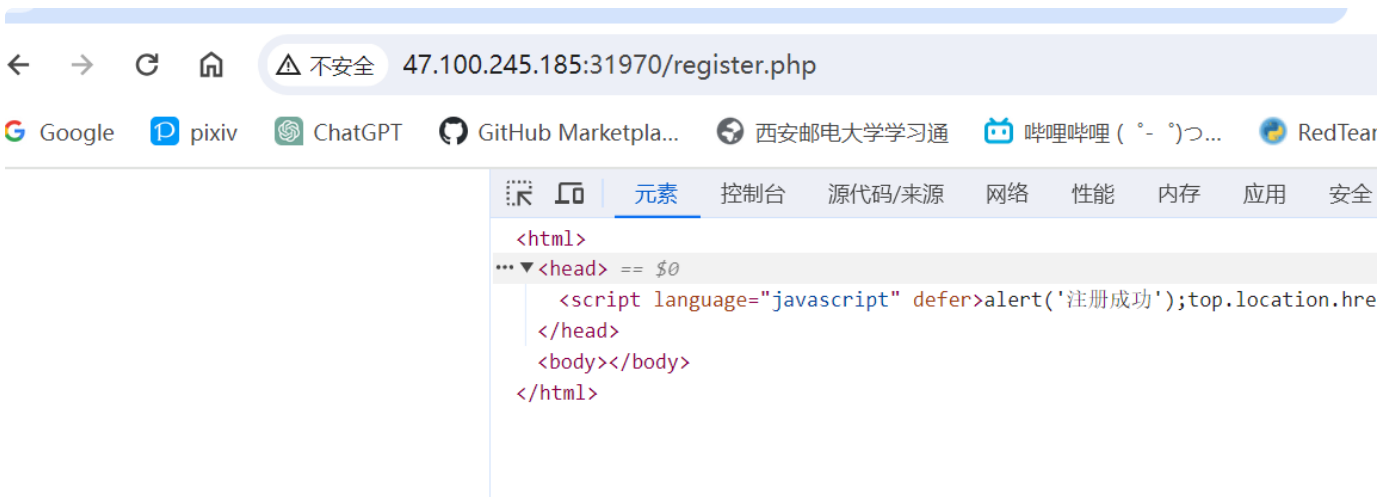 不安全 47.100.245.185:31970/register.php
Google pixiv ChatGPT GitHub Marketpla... 西安邮电大学学习通 哔哩哔哩 ( ゜- ゜)つ... RedTear
元素 控制台 源代码/来源 网络 性能 内存 应用 安全
<html>
••• ▼<head> == $0
<script language="javascript" defer>alert('注册成功');top.location.hre
</head>
<body></body>
</html>